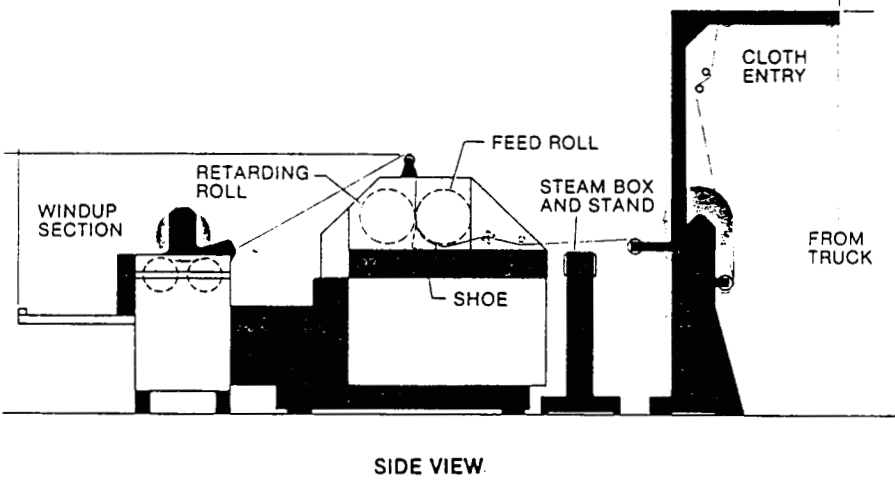 CLOTH
ENTRY
FEED ROLL
RETARDING
ROLL
STEAM BOX
AND STAND
WINDUP
SECTION
FROM
TRUCK
SHOE
SIDE VIEW